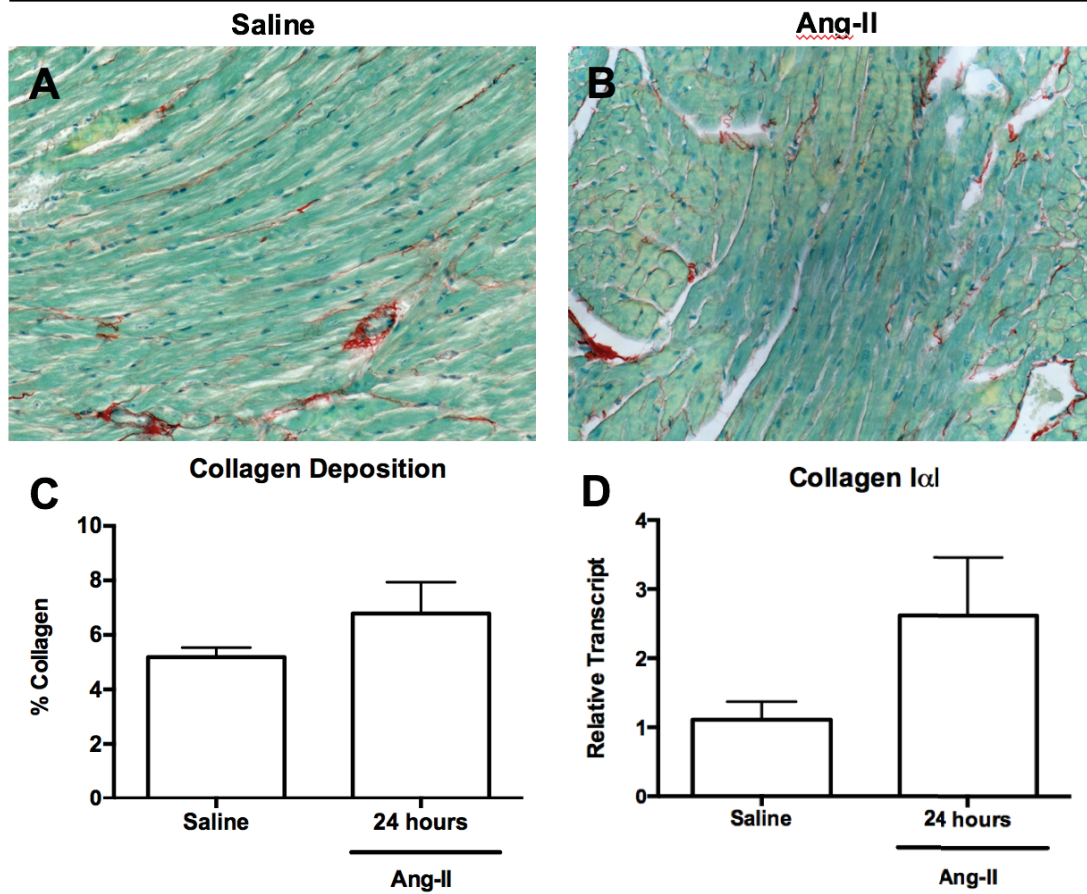 Saline
Ang-II
A
B
Collagen Deposition
C
% Collagen
10
8
6
4
2
0
Saline
24 hours
Ang-II
Collagen IαI
D
Relative Transcript
4
3
2
1
0
Saline
24 hours
Ang-II